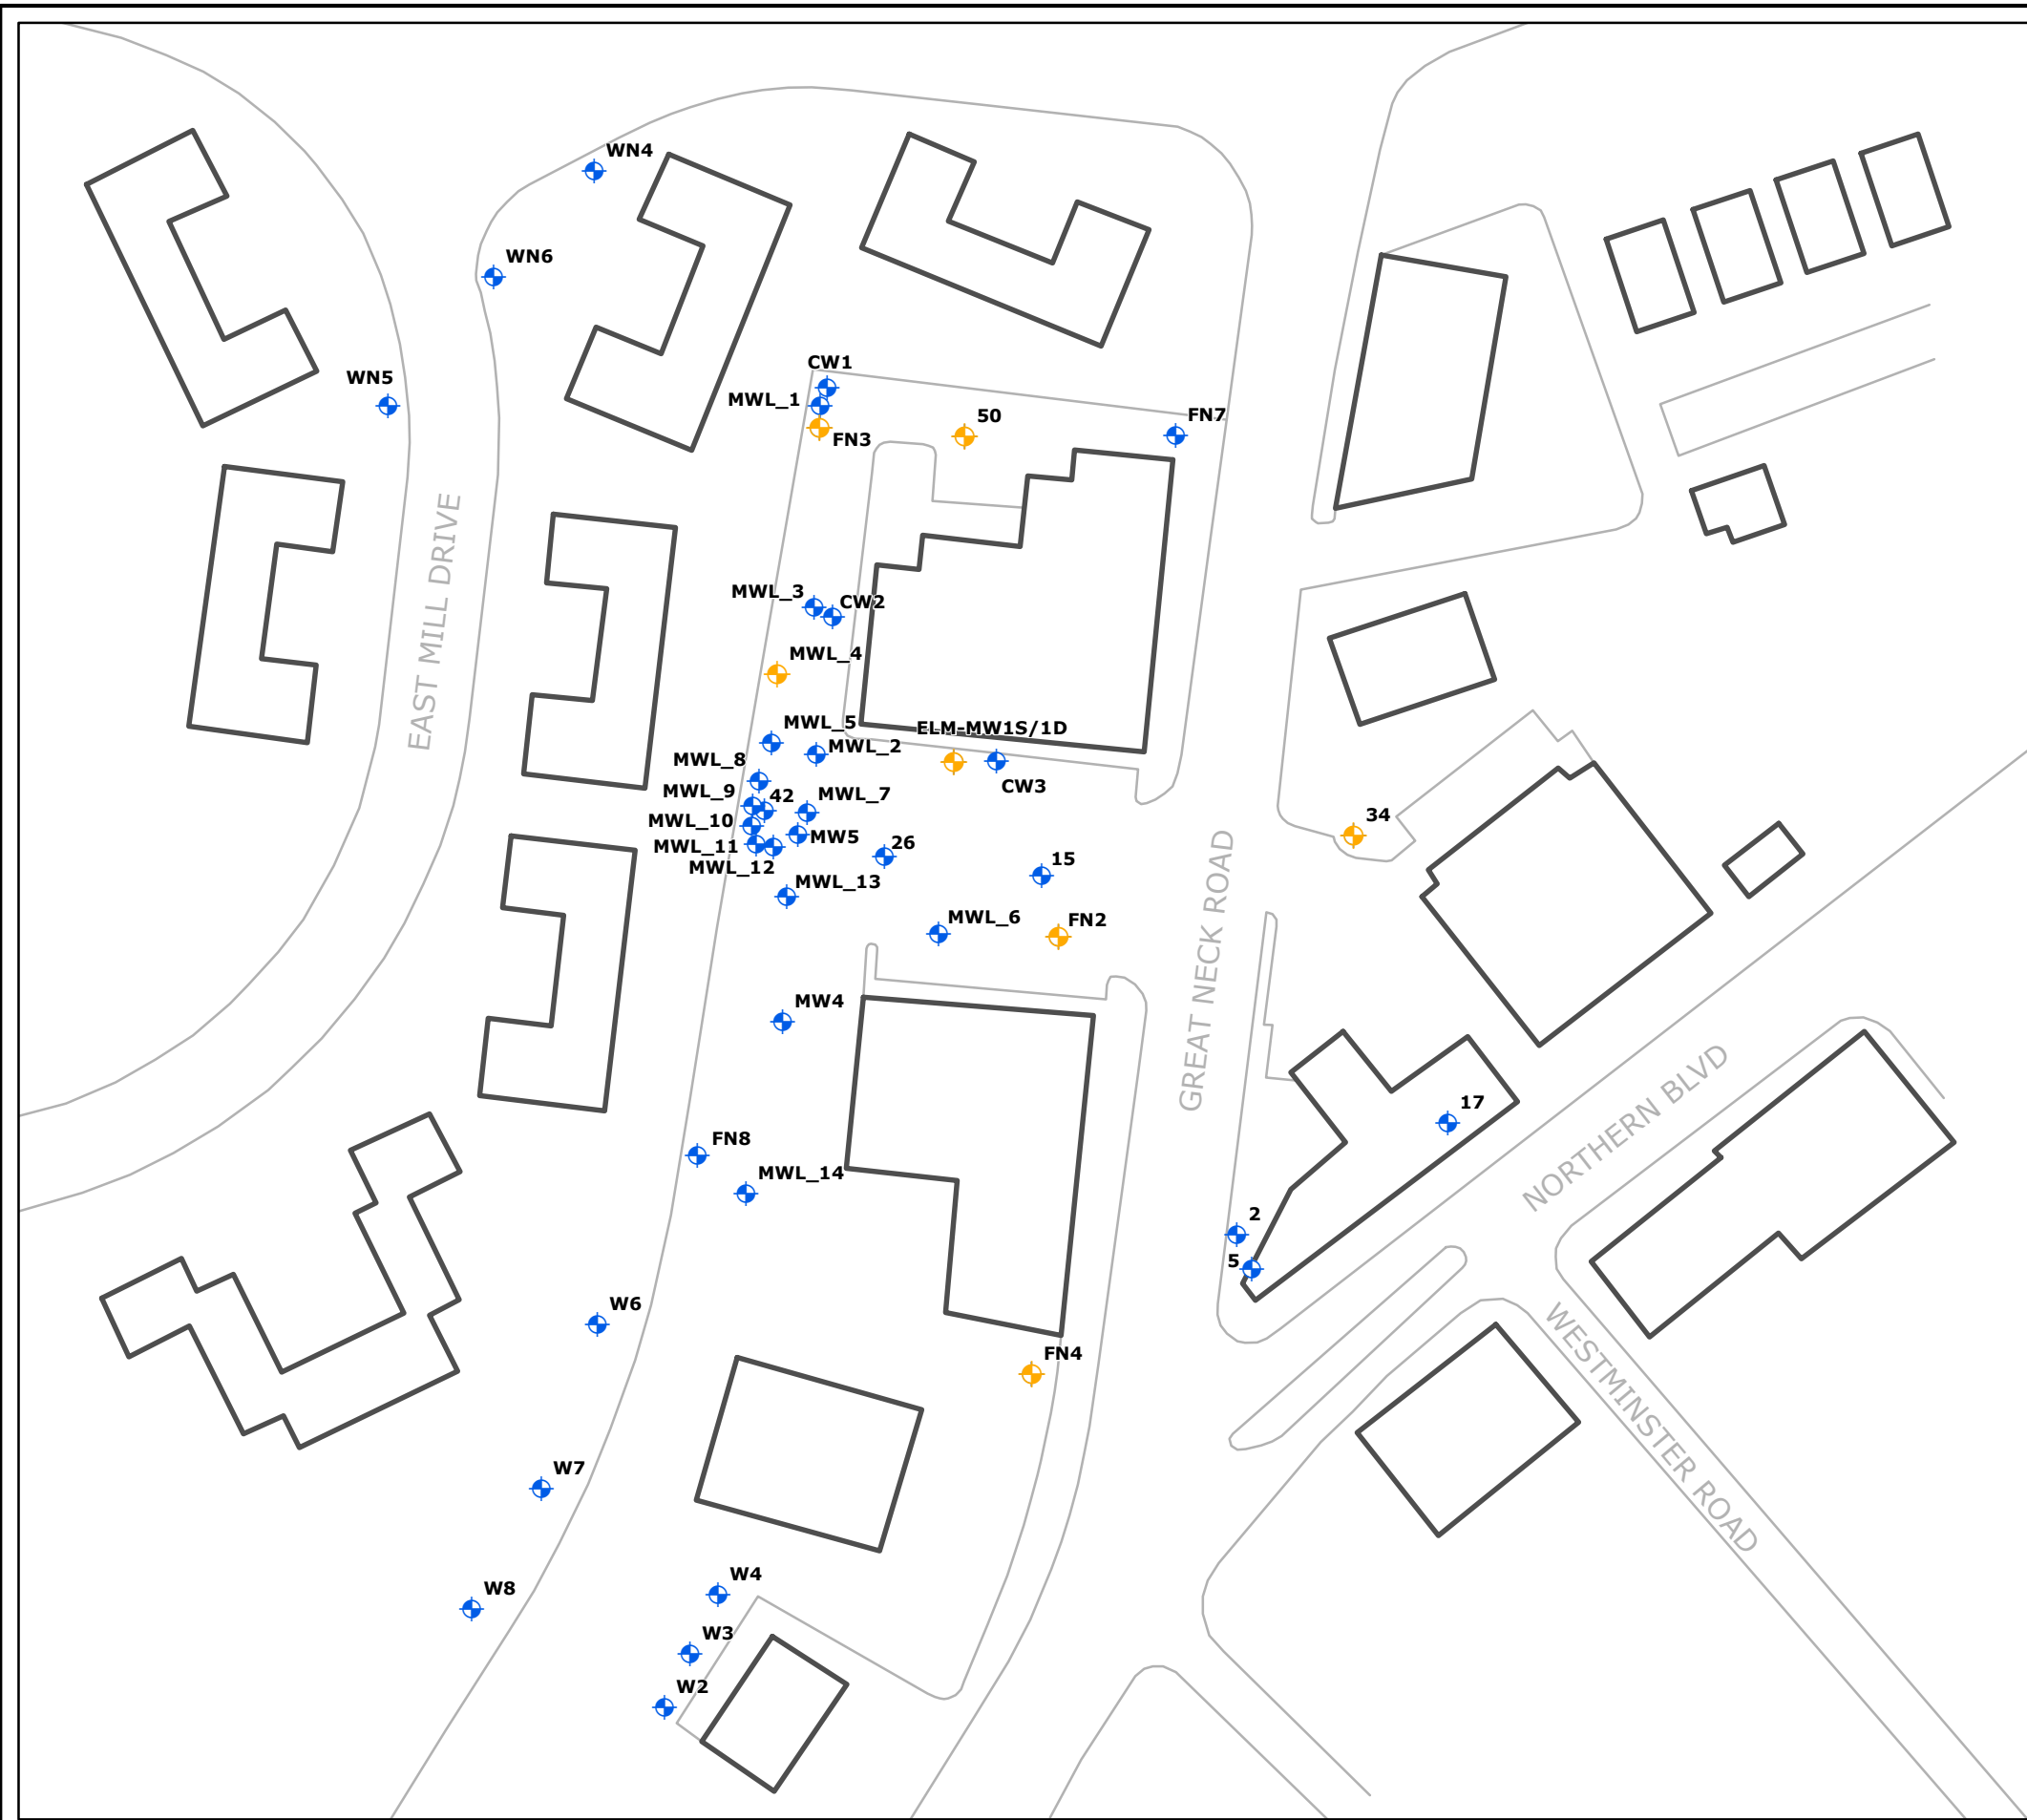 WN4
WN6
WN5
CW1
MWL_1
FN3
50
FN7
EAST MILL DRIVE
MWL_3
CW2
MWL_4
MWL_5
ELM-MW1S/1D
MWL_2
MWL_8
CW3
MWL_9
42
MWL_7
MWL_10
MW5
34
MWL_11
26
MWL_12
15
MWL_13
MWL_6
FN2
GREAT NECK ROAD
MW4
17
NORTHERN BLVD
FN8
MWL_14
2
5
W6
FN4
WESTMINSTER ROAD
W7
W4
W8
W3
W2